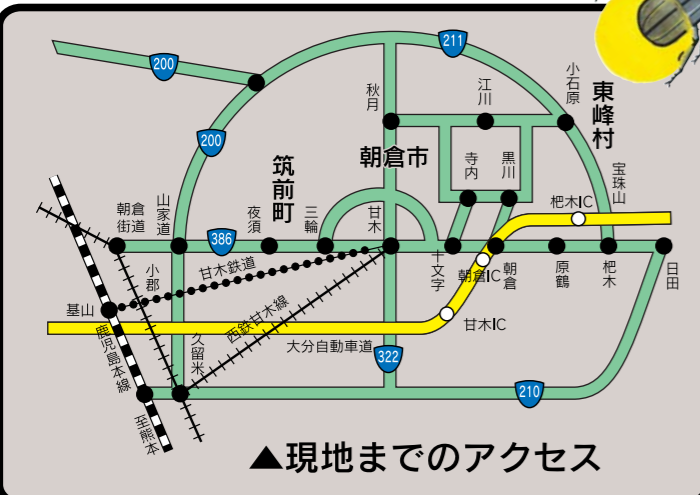 200
211
小石原
東峰村
秋月
江川
200
朝倉市
寺内
黒川
筑前町
宝珠山
杷木IC
朝倉街道
山家道
386
夜須
三輪
甘木
十文字
朝倉IC
朝倉
原鶴
杷木
日田
小郡
甘木鉄道
基山
鹿児島本線
久留米
西鉄甘木線
大分自動車道
甘木IC
322
210
至熊本
▲現地までのアクセス